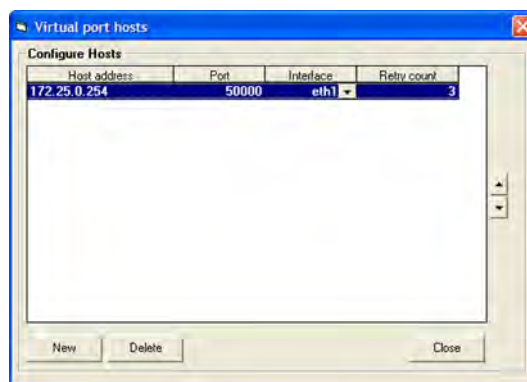 Virtual port hosts
Configure Hosts
Host address Port Interface Retry count
172.25.0.254 50000 eth1 3
New Delete Close